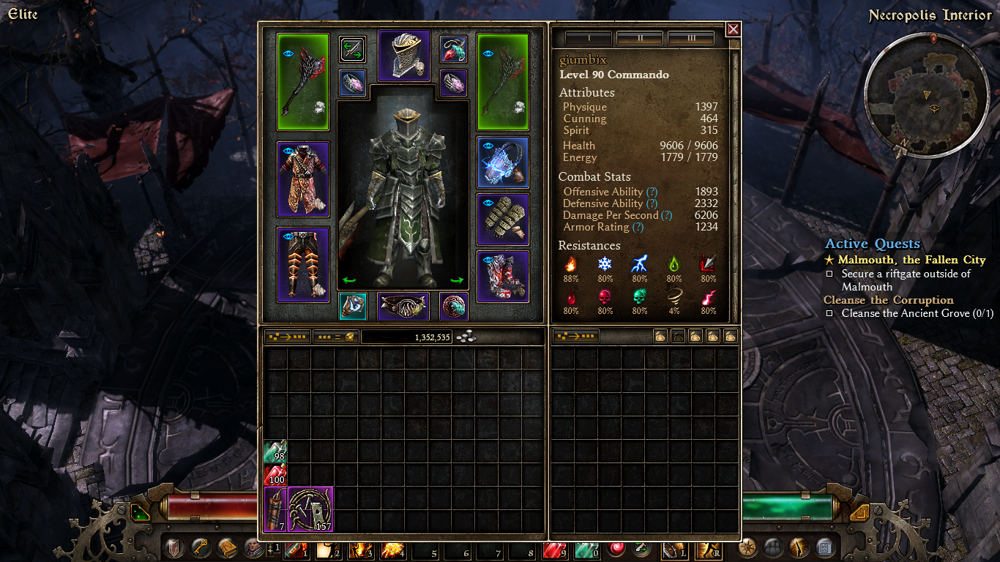 Elite
Necropolis Interior
N
I
II
III
giumbix
Level 90 Commando
Attributes
Physique 1397
Cunning 464
Spirit 315
Health 9606 / 9606
Energy 1779 / 1779
Combat Stats
Offensive Ability (?) 1893
Defensive Ability (?) 2332
Damage Per Second (?) 6206
Armor Rating (?) 1234
Resistances
88% 80% 80% 80% 80%
80% 80% 80% 4% 80%
Active Quests
Malmouth, the Fallen City
Secure a riftgate outside of
Malmouth
Cleanse the Corruption
Cleanse the Ancient Grove (0/1)
1,352,535
98
100
7
157
1
1 2 3 4 5 6 7 8 9 0 L R